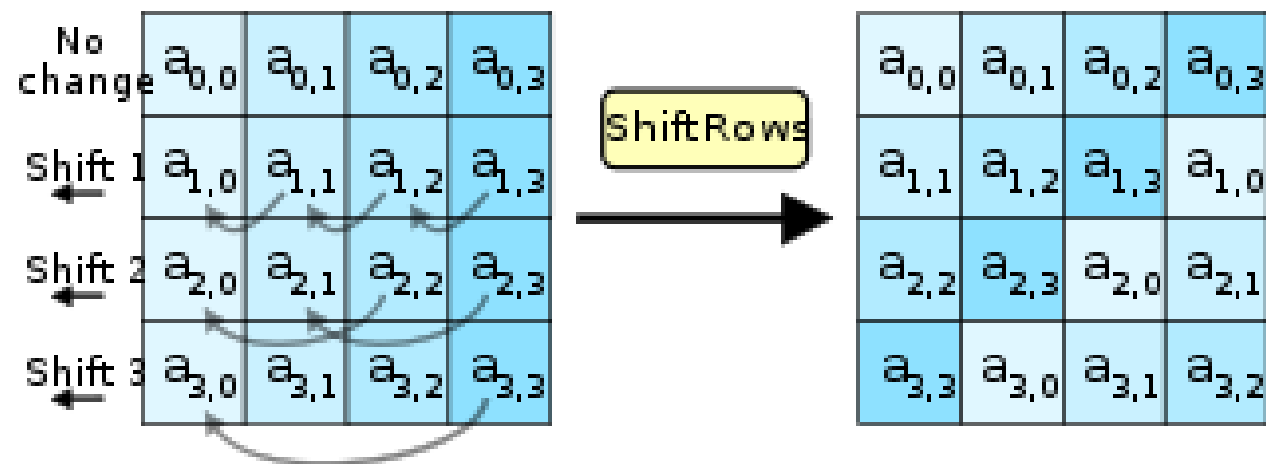 No
change
a0,0 a0,1 a0,2 a0,3
Shift 1
a1,0 a1,1 a1,2 a1,3
Shift 2
a2,0 a2,1 a2,2 a2,3
Shift 3
a3,0 a3,1 a3,2 a3,3
ShiftRows
a0,0 a0,1 a0,2 a0,3
a1,1 a1,2 a1,3 a1,0
a2,2 a2,3 a2,0 a2,1
a3,3 a3,0 a3,1 a3,2